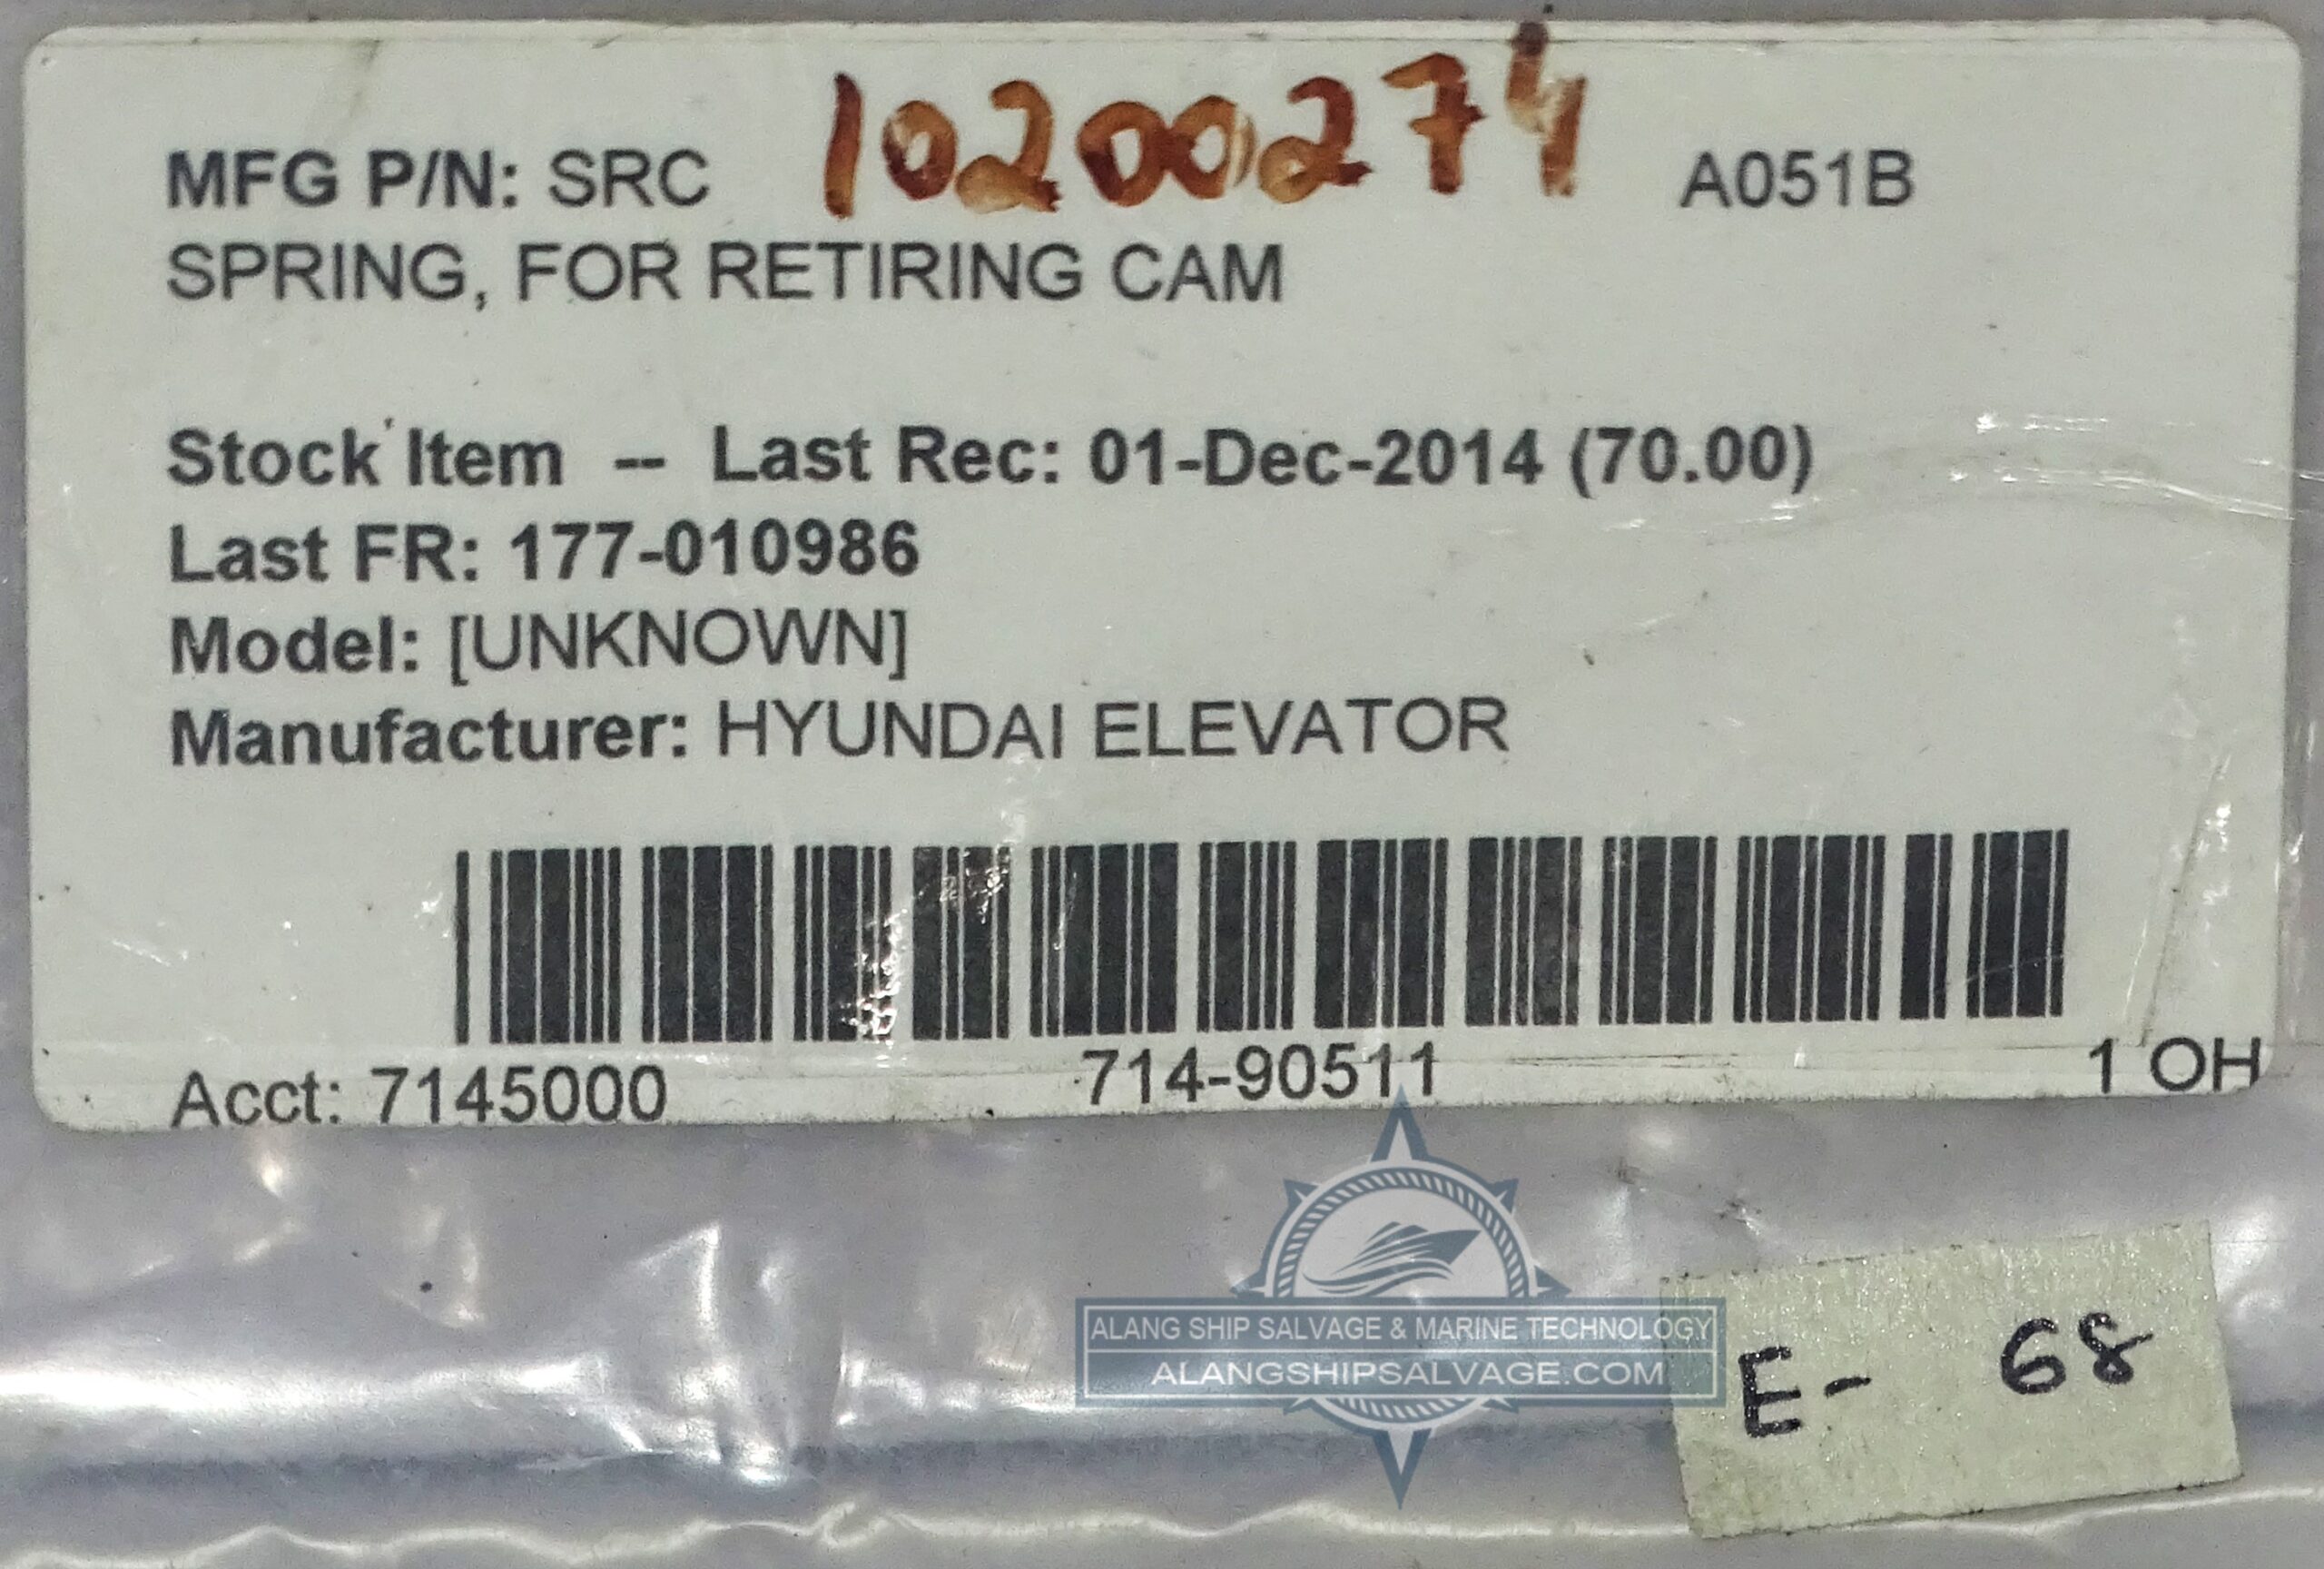 10200274
MFG P/N: SRC A051B
SPRING, FOR RETIRING CAM
Stock Item -- Last Rec: 01-Dec-2014 (70.00)
Last FR: 177-010986
Model: [UNKNOWN]
Manufacturer: HYUNDAI ELEVATOR
Acct: 7145000 714-90511 1 OH
ALANG SHIP SALVAGE & MARINE TECHNOLOGY
ALANGSHIPSALVAGE.COM
E- 68